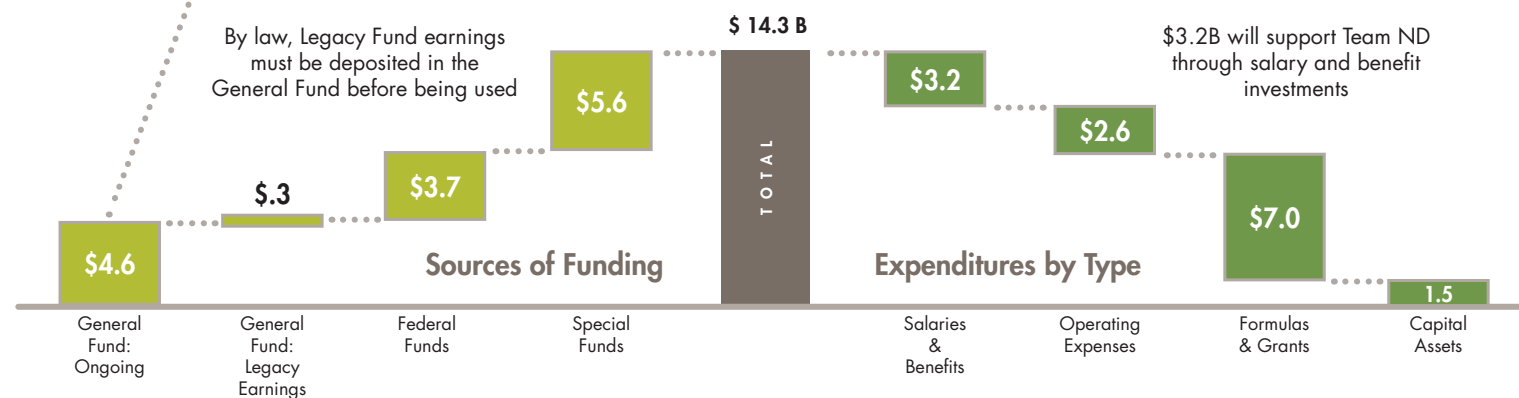 By law, Legacy Fund earnings
must be deposited in the
General Fund before being used
$ 14.3 B
$3.2B will support Team ND
through salary and benefit
investments
$4.6
$.3
$3.7
$5.6
TOTAL
$3.2
$2.6
$7.0
1.5
Sources of Funding
Expenditures by Type
General
Fund:
Ongoing
General
Fund:
Legacy
Earnings
Federal
Funds
Special
Funds
Salaries
&
Benefits
Operating
Expenses
Formulas
& Grants
Capital
Assets